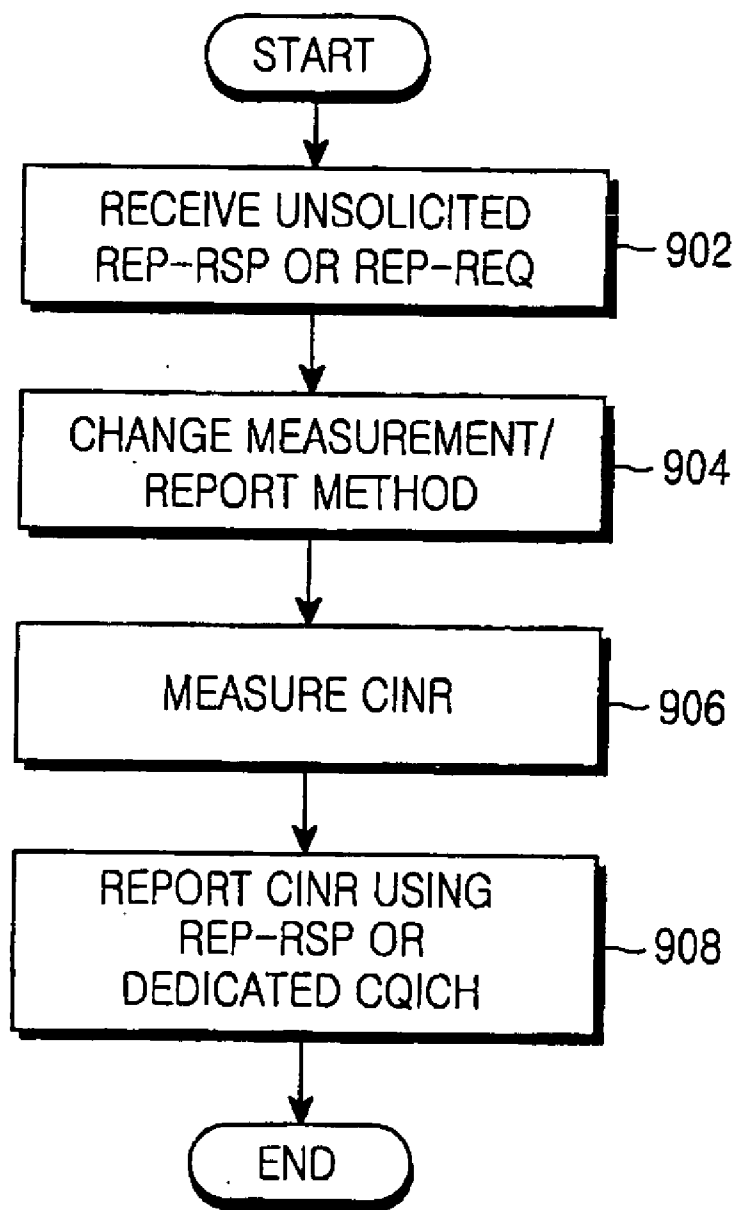 START
RECEIVE UNSOLICITED
REP-RSP OR REP-REQ
902
CHANGE MEASUREMENT/
REPORT METHOD
904
MEASURE CINR
906
REPORT CINR USING
REP-RSP OR
DEDICATED CQICH
908
END